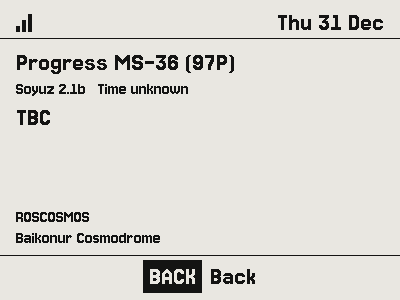 Thu 31 Dec
Progress MS-36 (97P)
Soyuz 2.1b Time unknown
TBC
ROSCOSMOS
Baikonur Cosmodrome
BACK Back